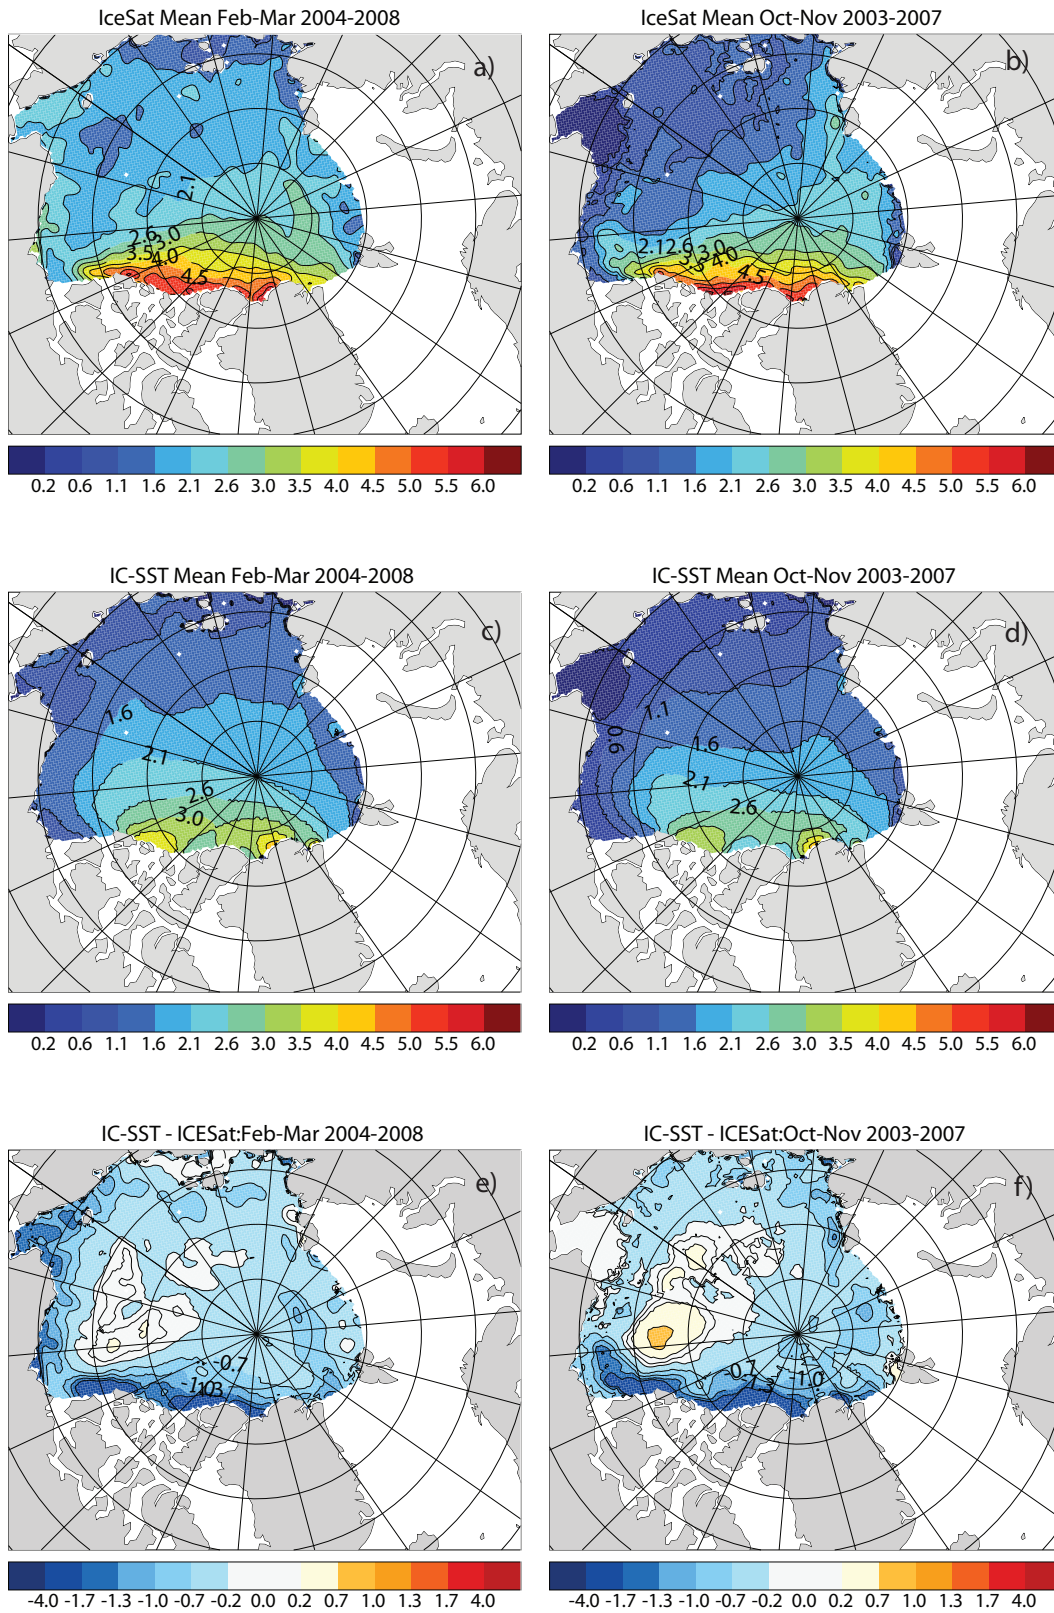 IceSat Mean Feb-Mar 2004-2008
IceSat Mean Oct-Nov 2003-2007
a)
2.1
2.6
3.0
3.5
4.0
4.5
b)
2.1
2.6
3.0
3.5
4.0
4.5
0.2 0.6 1.1 1.6 2.1 2.6 3.0 3.5 4.0 4.5 5.0 5.5 6.0
0.2 0.6 1.1 1.6 2.1 2.6 3.0 3.5 4.0 4.5 5.0 5.5 6.0
IC-SST Mean Feb-Mar 2004-2008
IC-SST Mean Oct-Nov 2003-2007
c)
1.6
2.1
2.6
3.0
d)
1.1
0.6
1.6
2.1
2.6
0.2 0.6 1.1 1.6 2.1 2.6 3.0 3.5 4.0 4.5 5.0 5.5 6.0
0.2 0.6 1.1 1.6 2.1 2.6 3.0 3.5 4.0 4.5 5.0 5.5 6.0
IC-SST - ICESat:Feb-Mar 2004-2008
IC-SST - ICESat:Oct-Nov 2003-2007
e)
-0.7
f)
-0.7
-1.0
-1.3
-4.0 -1.7 -1.3 -1.0 -0.7 -0.2 0.0 0.2 0.7 1.0 1.3 1.7 4.0
-4.0 -1.7 -1.3 -1.0 -0.7 -0.2 0.0 0.2 0.7 1.0 1.3 1.7 4.0